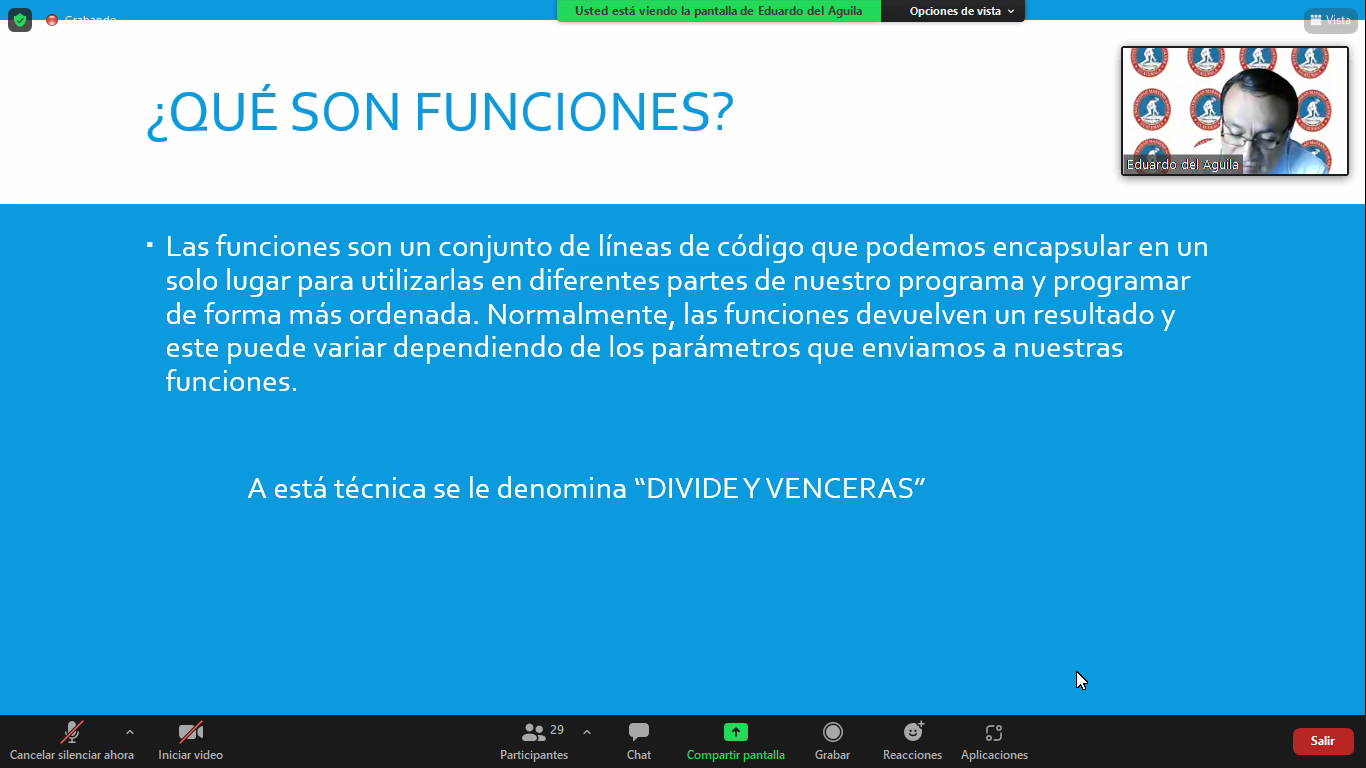 Grabando
Usted está viendo la pantalla de Eduardo del Aguila
Opciones de vista
Vista
¿QUÉ SON FUNCIONES?
Eduardo del Aguila
▪ Las funciones son un conjunto de líneas de código que podemos encapsular en un
solo lugar para utilizarlas en diferentes partes de nuestro programa y programar
de forma más ordenada. Normalmente, las funciones devuelven un resultado y
este puede variar dependiendo de los parámetros que enviamos a nuestras
funciones.
A está técnica se le denomina “DIVIDE Y VENCERAS”
Cancelar silenciar ahora
Iniciar video
Participantes
29
Chat
Compartir pantalla
Grabar
Reacciones
Aplicaciones
Salir